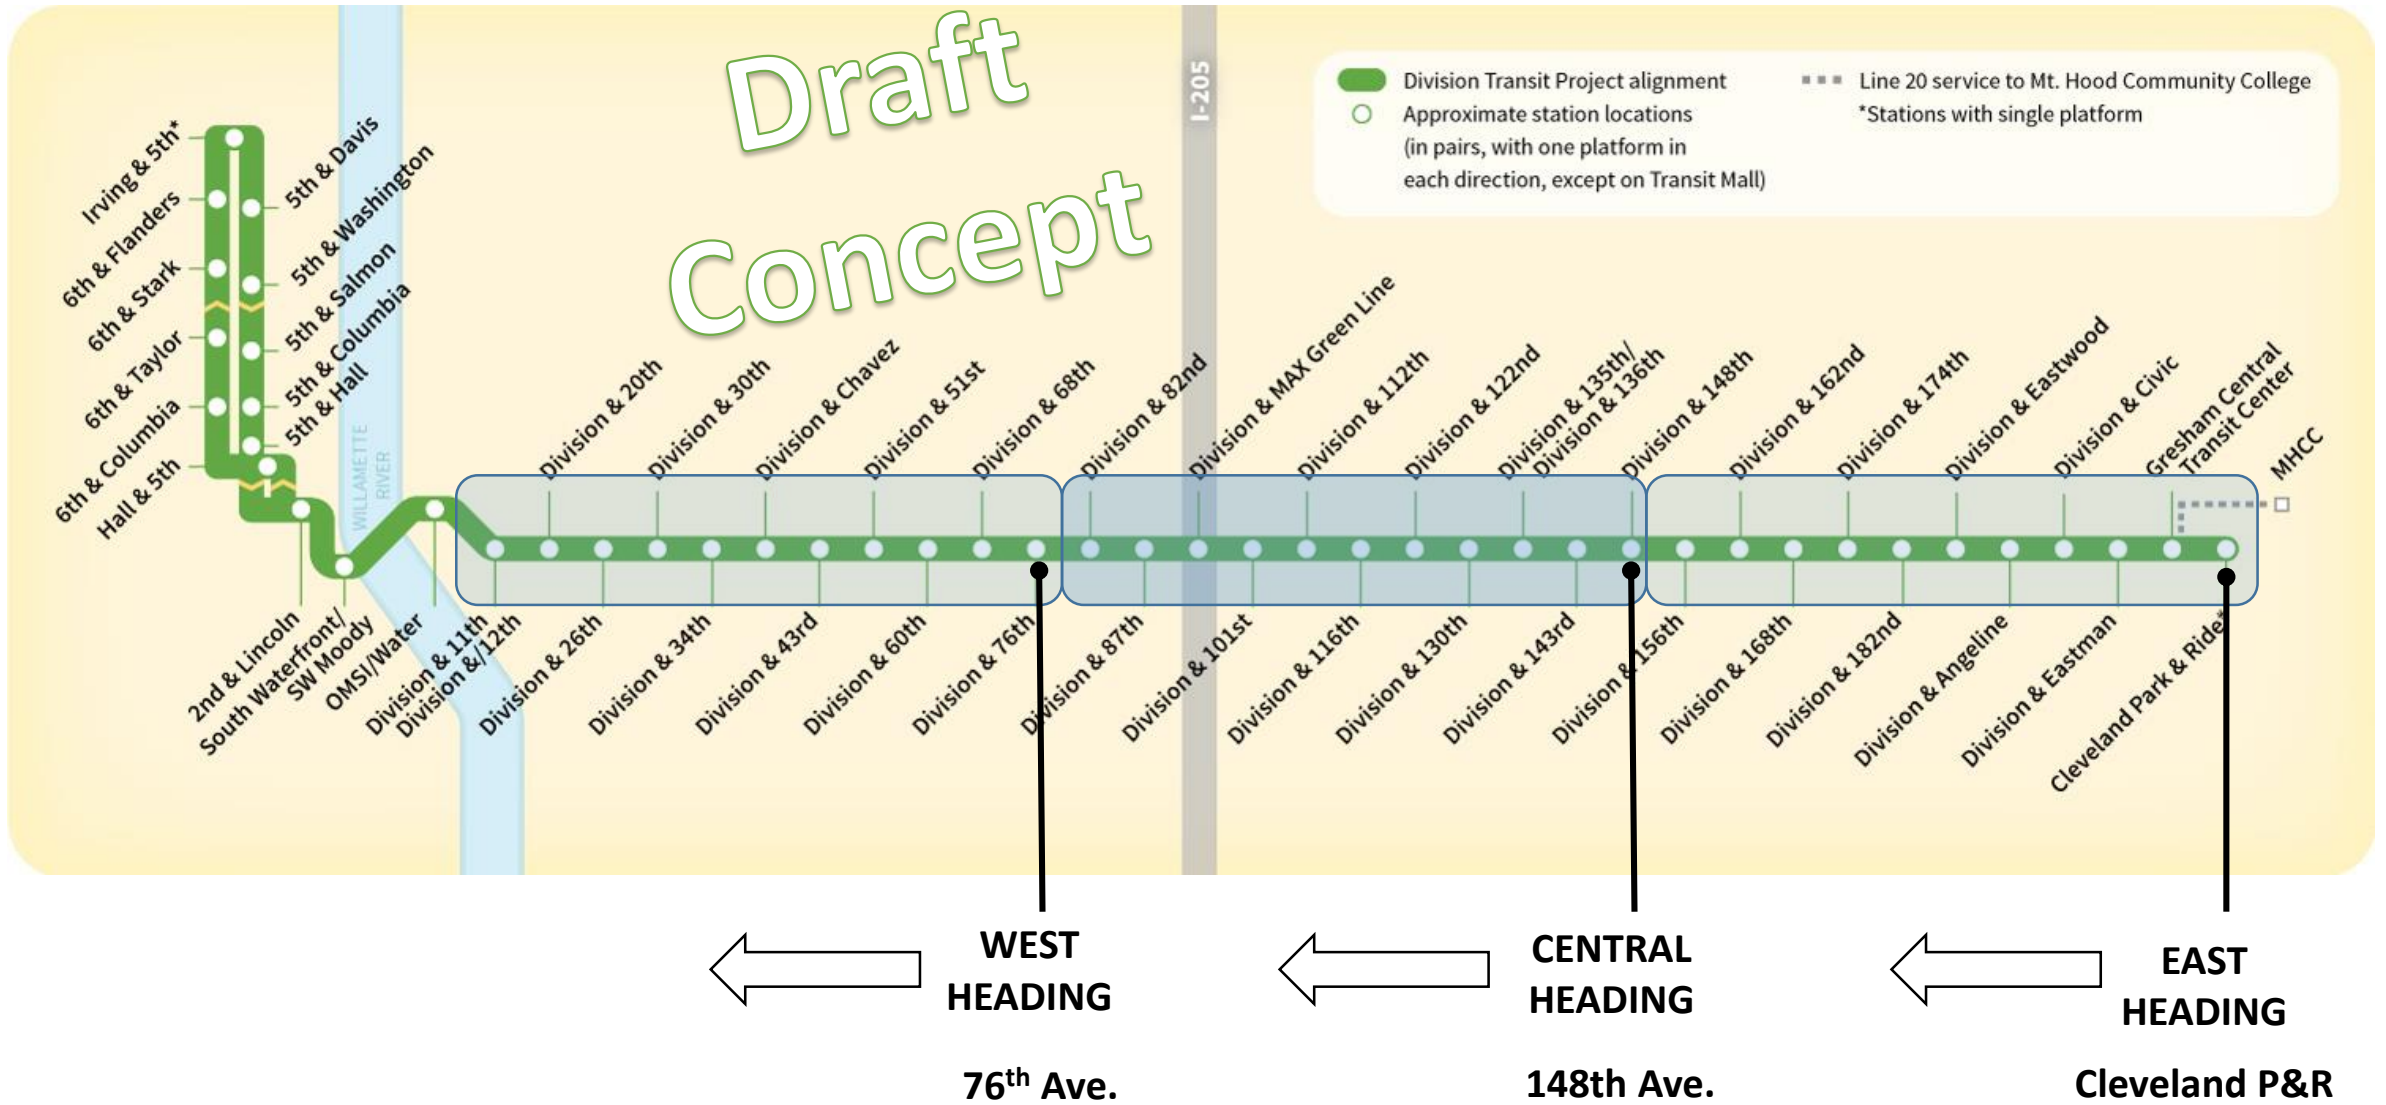 Draft
Concept
I-205
Division Transit Project alignment
Approximate station locations
(in pairs, with one platform in
each direction, except on Transit Mall)
Line 20 service to Mt. Hood Community College
*Stations with single platform
Irving & 5th*
6th & Flanders
6th & Stark
6th & Taylor
6th & Columbia
Hall & 5th
5th & Davis
5th & Washington
5th & Salmon
5th & Columbia
5th & Hall
WILLAMETTE
RIVER
Division & 20th
Division & 30th
Division & Chavez
Division & 51st
Division & 68th
Division & 82nd
Division & MAX Green Line
Division & 112th
Division & 122nd
Division & 135th/
Division & 136th
Division & 148th
Division & 162nd
Division & 174th
Division & Eastwood
Division & Civic
Gresham Central
Transit Center
MHCC
2nd & Lincoln
South Waterfront/
SW Moody
OMSI/Water
Division & 11th
Division &/12th
Division & 26th
Division & 34th
Division & 43rd
Division & 60th
Division & 76th
Division & 87th
Division & 101st
Division & 116th
Division & 130th
Division & 143rd
Division & 156th
Division & 168th
Division & 182nd
Division & Angeline
Division & Eastman
Cleveland Park & Ride*
WEST
HEADING
76th Ave.
CENTRAL
HEADING
148th Ave.
EAST
HEADING
Cleveland P&R